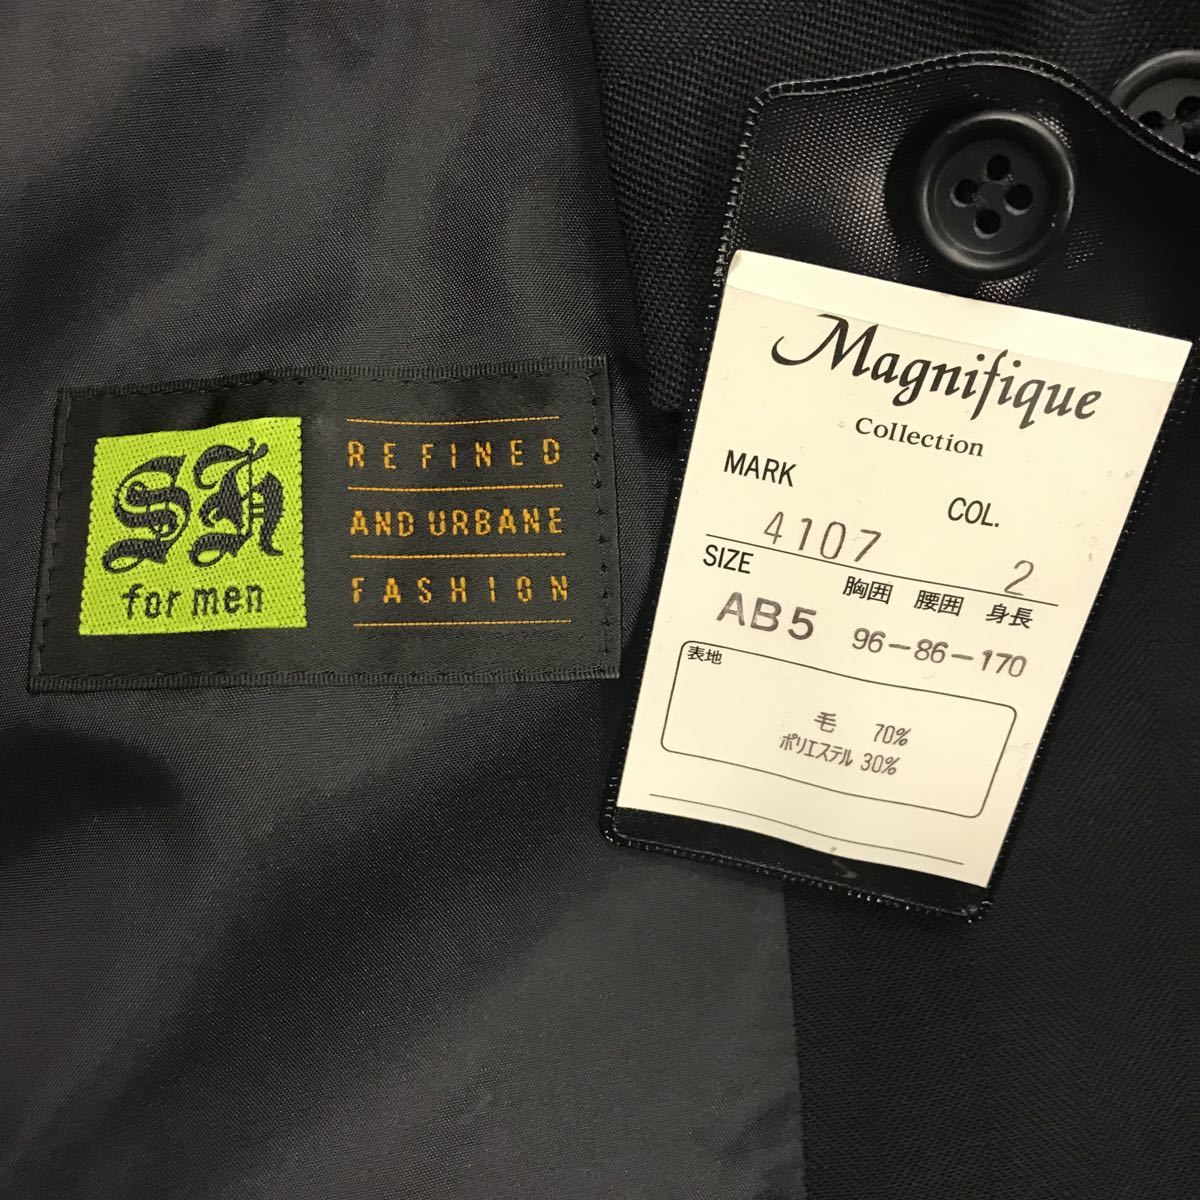 SH
for men
REFINED
AND URBANE
FASHION
Magnifique
Collection
MARK
COL.
4107
2
SIZE
胸囲 腰囲 身長
AB5 96-86-170
表地
毛 70%
ポリエステル 30%